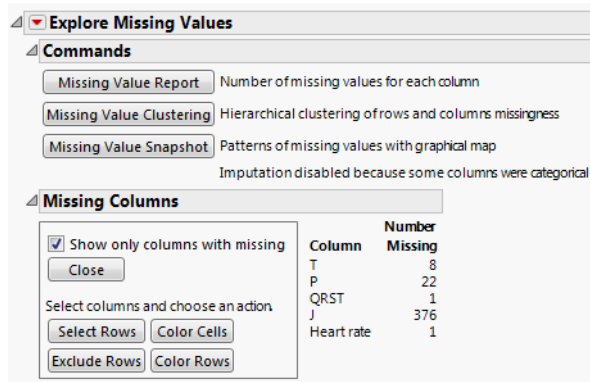 Explore Missing Values
Commands
Missing Value Report Number of missing values for each column
Missing Value Clustering Hierarchical clustering of rows and columns missingness
Missing Value Snapshot Patterns of missing values with graphical map
Imputation disabled because some columns were categorical
Missing Columns
Show only columns with missing
Close
Select columns and choose an action.
Select Rows Color Cells
Exclude Rows Color Rows
Number
Column Missing
T 8
P 22
QRST 1
J 376
Heart rate 1